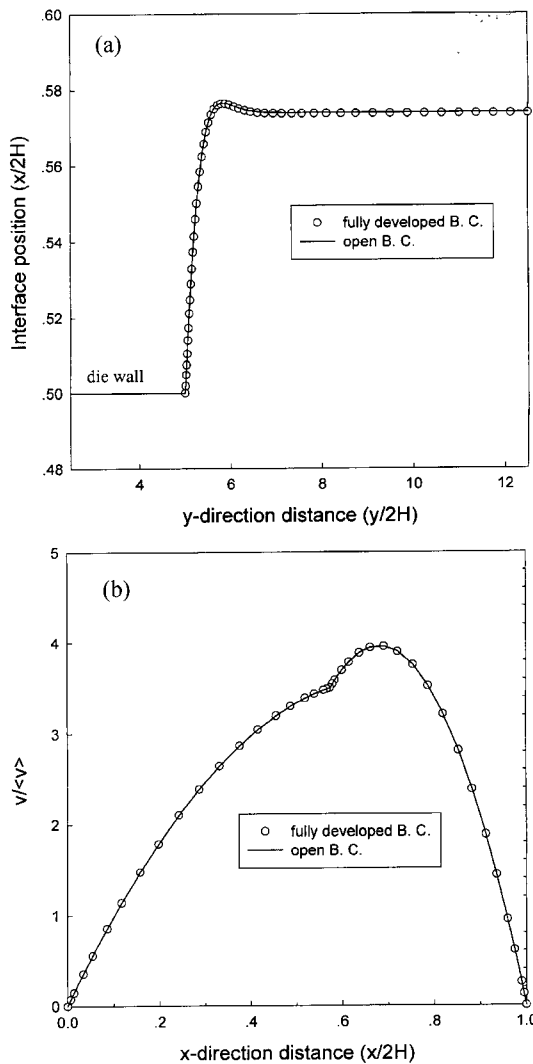 (a)
.60
.58
.56
.54
.52
.50
.48
Interface position (x/2H)
fully developed B. C.
open B. C.
die wall
4
6
8
10
12
y-direction distance (y/2H)
(b)
5
4
3
2
1
0
v/<v>
fully developed B. C.
open B. C.
0.0
.2
.4
.6
.8
1.0
x-direction distance (x/2H)